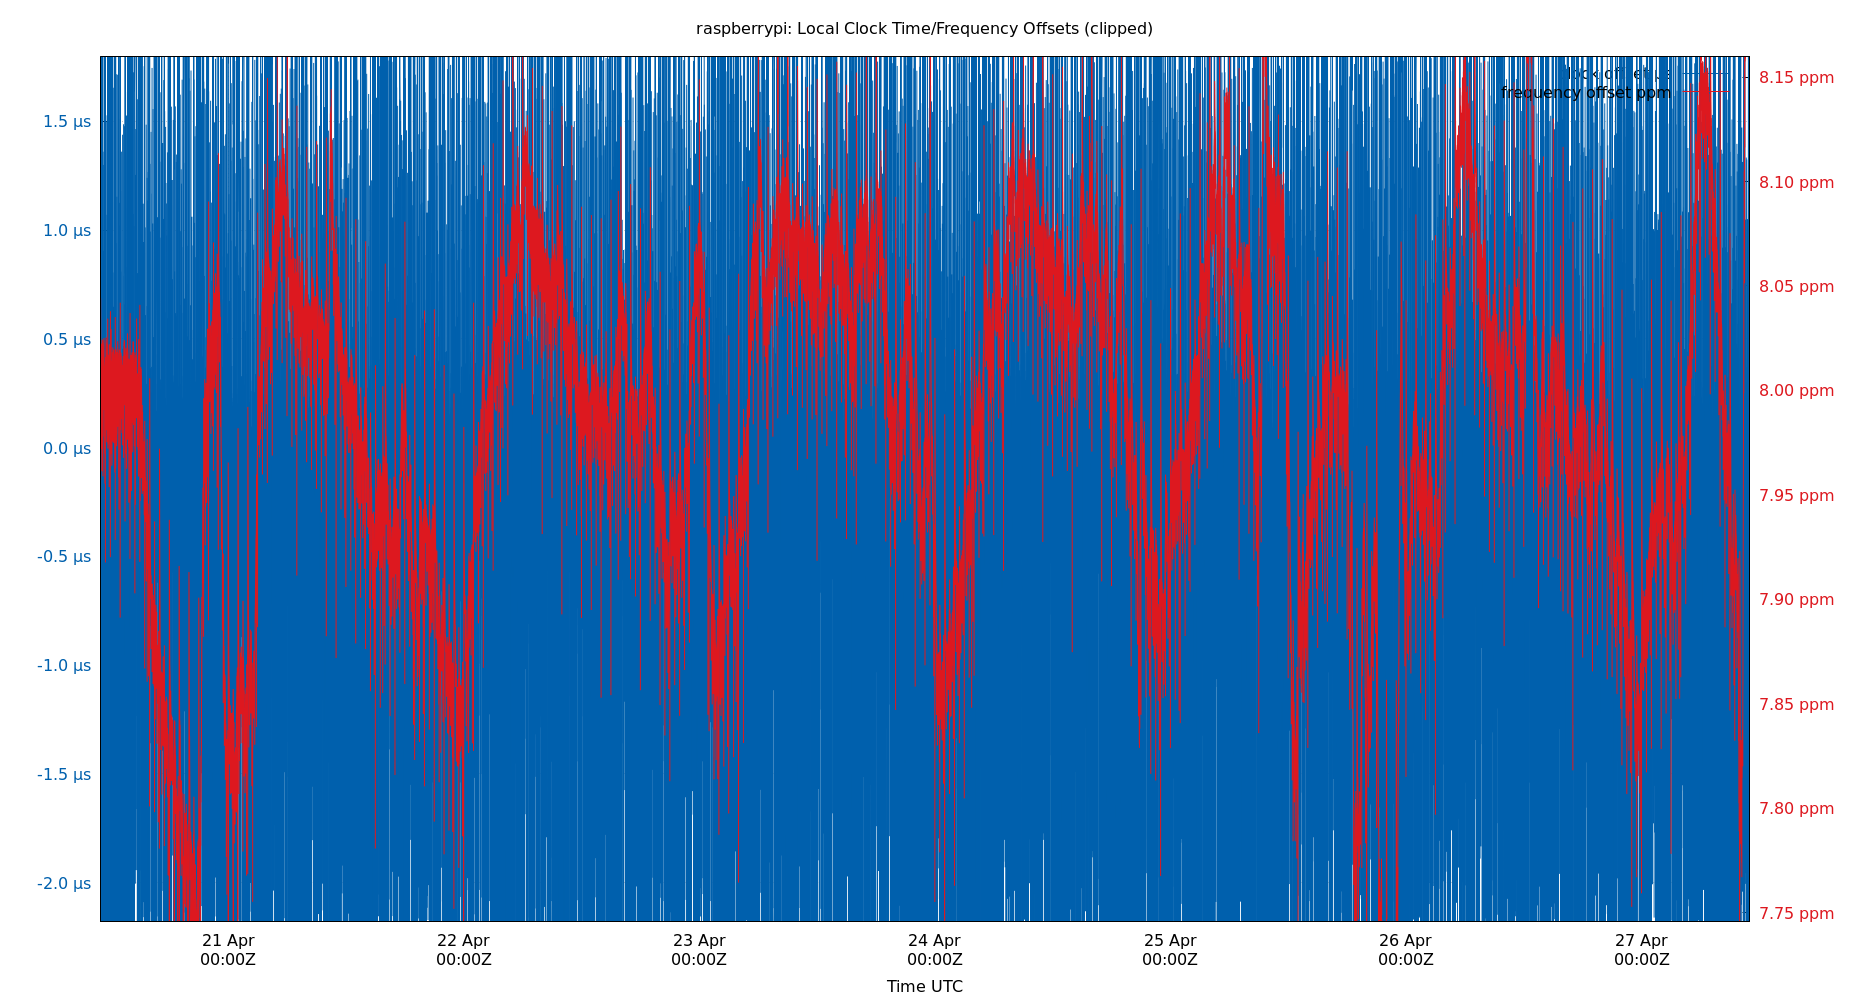 raspberrypi: Local Clock Time/Frequency Offsets (clipped)
frequency offset ppm
1.5 µs
1.0 µs
0.5 µs
0.0 µs
-0.5 µs
-1.0 µs
-1.5 µs
-2.0 µs
8.15 ppm
8.10 ppm
8.05 ppm
8.00 ppm
7.95 ppm
7.90 ppm
7.85 ppm
7.80 ppm
7.75 ppm
21 Apr
00:00Z
22 Apr
00:00Z
23 Apr
00:00Z
24 Apr
00:00Z
25 Apr
00:00Z
26 Apr
00:00Z
27 Apr
00:00Z
Time UTC